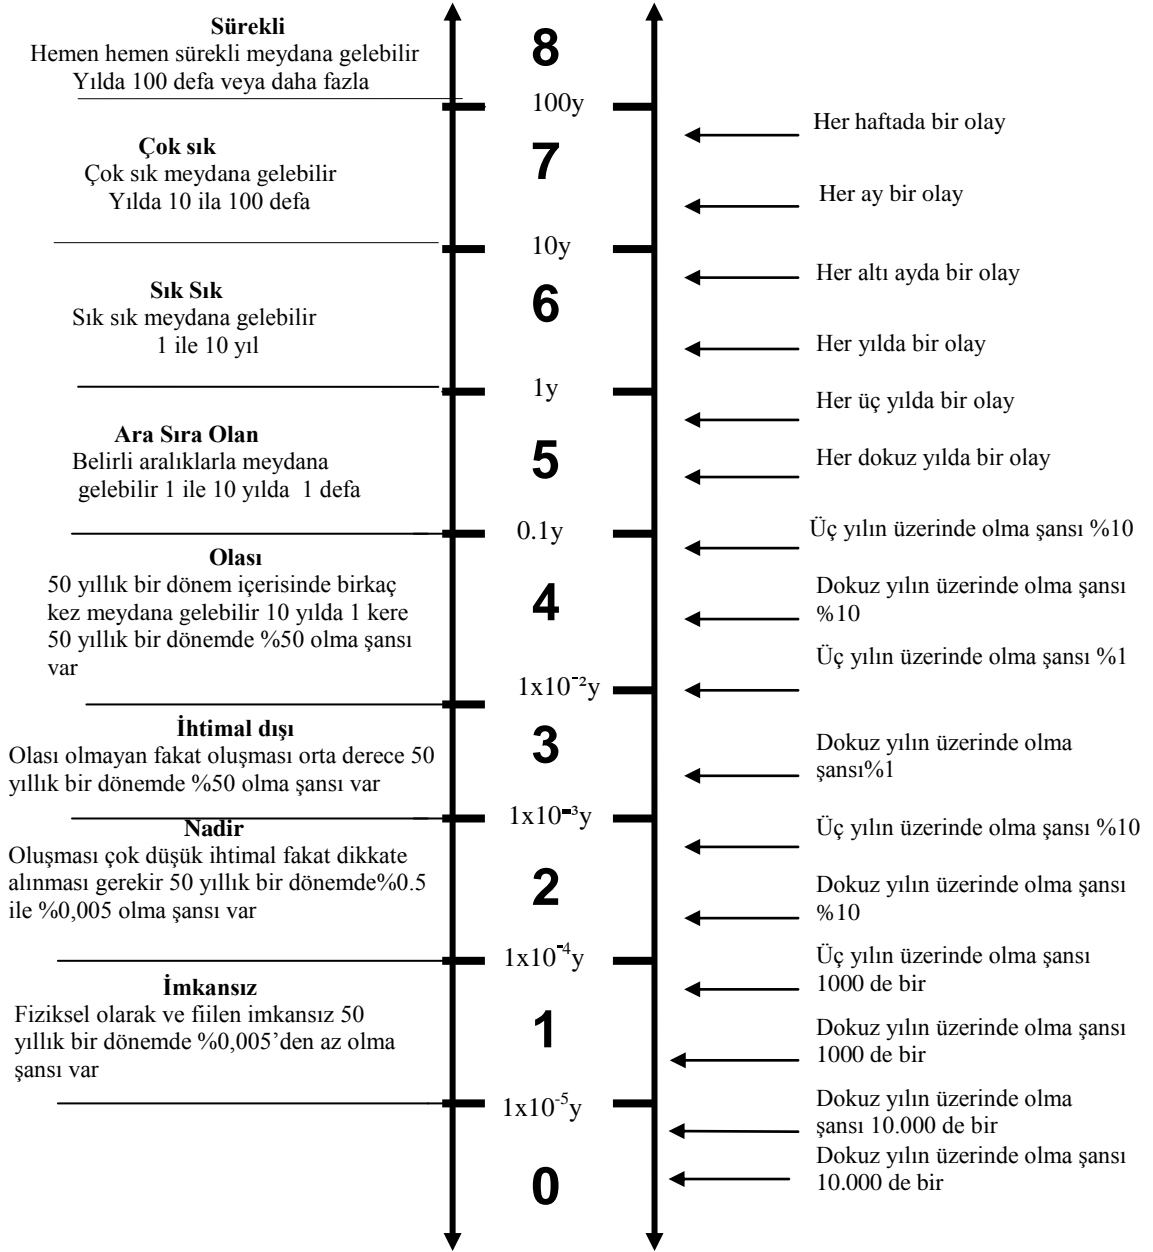 Sürekli
Hemen hemen sürekli meydana gelebilir
Yılda 100 defa veya daha fazla
8
100y
Her haftada bir olay
Çok sık
Çok sık meydana gelebilir
Yılda 10 ila 100 defa
7
Her ay bir olay
10y
Her altı ayda bir olay
Sık Sık
Sık sık meydana gelebilir
1 ile 10 yıl
6
Her yılda bir olay
1y
Her üç yılda bir olay
Ara Sıra Olan
Belirli aralıklarla meydana
gelebilir 1 ile 10 yılda 1 defa
5
Her dokuz yılda bir olay
0.1y
Üç yılın üzerinde olma şansı %10
Olası
50 yıllık bir dönem içerisinde birkaç
kez meydana gelebilir 10 yılda 1 kere
50 yıllık bir dönemde %50 olma şansı
var
4
Dokuz yılın üzerinde olma şansı
%10
Üç yılın üzerinde olma şansı %1
1x10⁻²y
İhtimal dışı
Olası olmayan fakat oluşması orta derece 50
yıllık bir dönemde %50 olma şansı var
3
Dokuz yılın üzerinde olma
şansı%1
1x10⁻³y
Üç yılın üzerinde olma şansı %10
Nadir
Oluşması çok düşük ihtimal fakat dikkate
alınması gerekir 50 yıllık bir dönemde%0.5
ile %0,005 olma şansı var
2
Dokuz yılın üzerinde olma şansı
%10
1x10⁻⁴y
Üç yılın üzerinde olma şansı
1000 de bir
İmkansız
Fiziksel olarak ve fiilen imkansız 50
yıllık bir dönemde %0,005’den az olma
şansı var
1
Dokuz yılın üzerinde olma şansı
1000 de bir
1x10⁻⁵y
Dokuz yılın üzerinde olma
şansı 10.000 de bir
0
Dokuz yılın üzerinde olma şansı
10.000 de bir